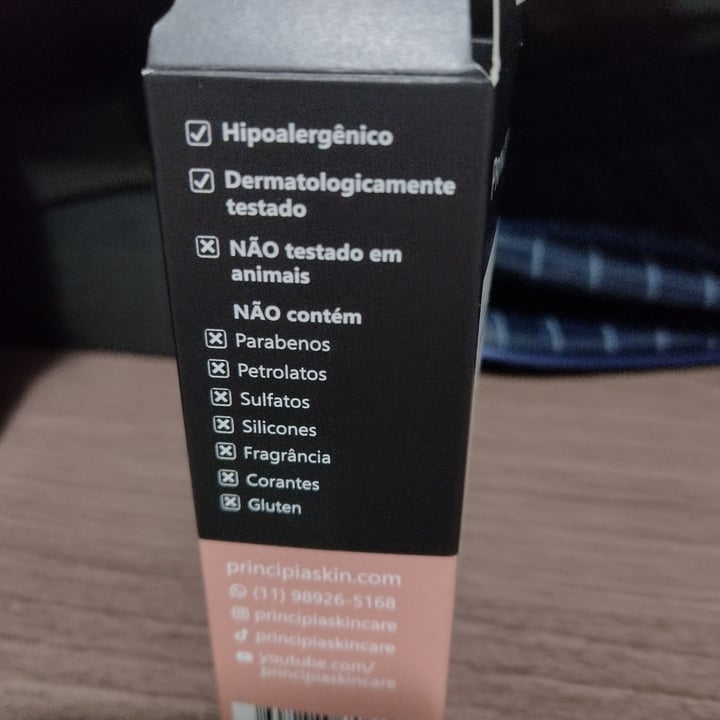 Hipoalergênico
Dermatologicamente
testado
NÃO testado em
animais
NÃO contém
Parabenos
Petrolatos
Sulfatos
Silicones
Fragrância
Corantes
Gluten
principiaskin.com
(11) 98926-5168
principiaskincare
principiaskincare
youtube.com/
principiaskincare